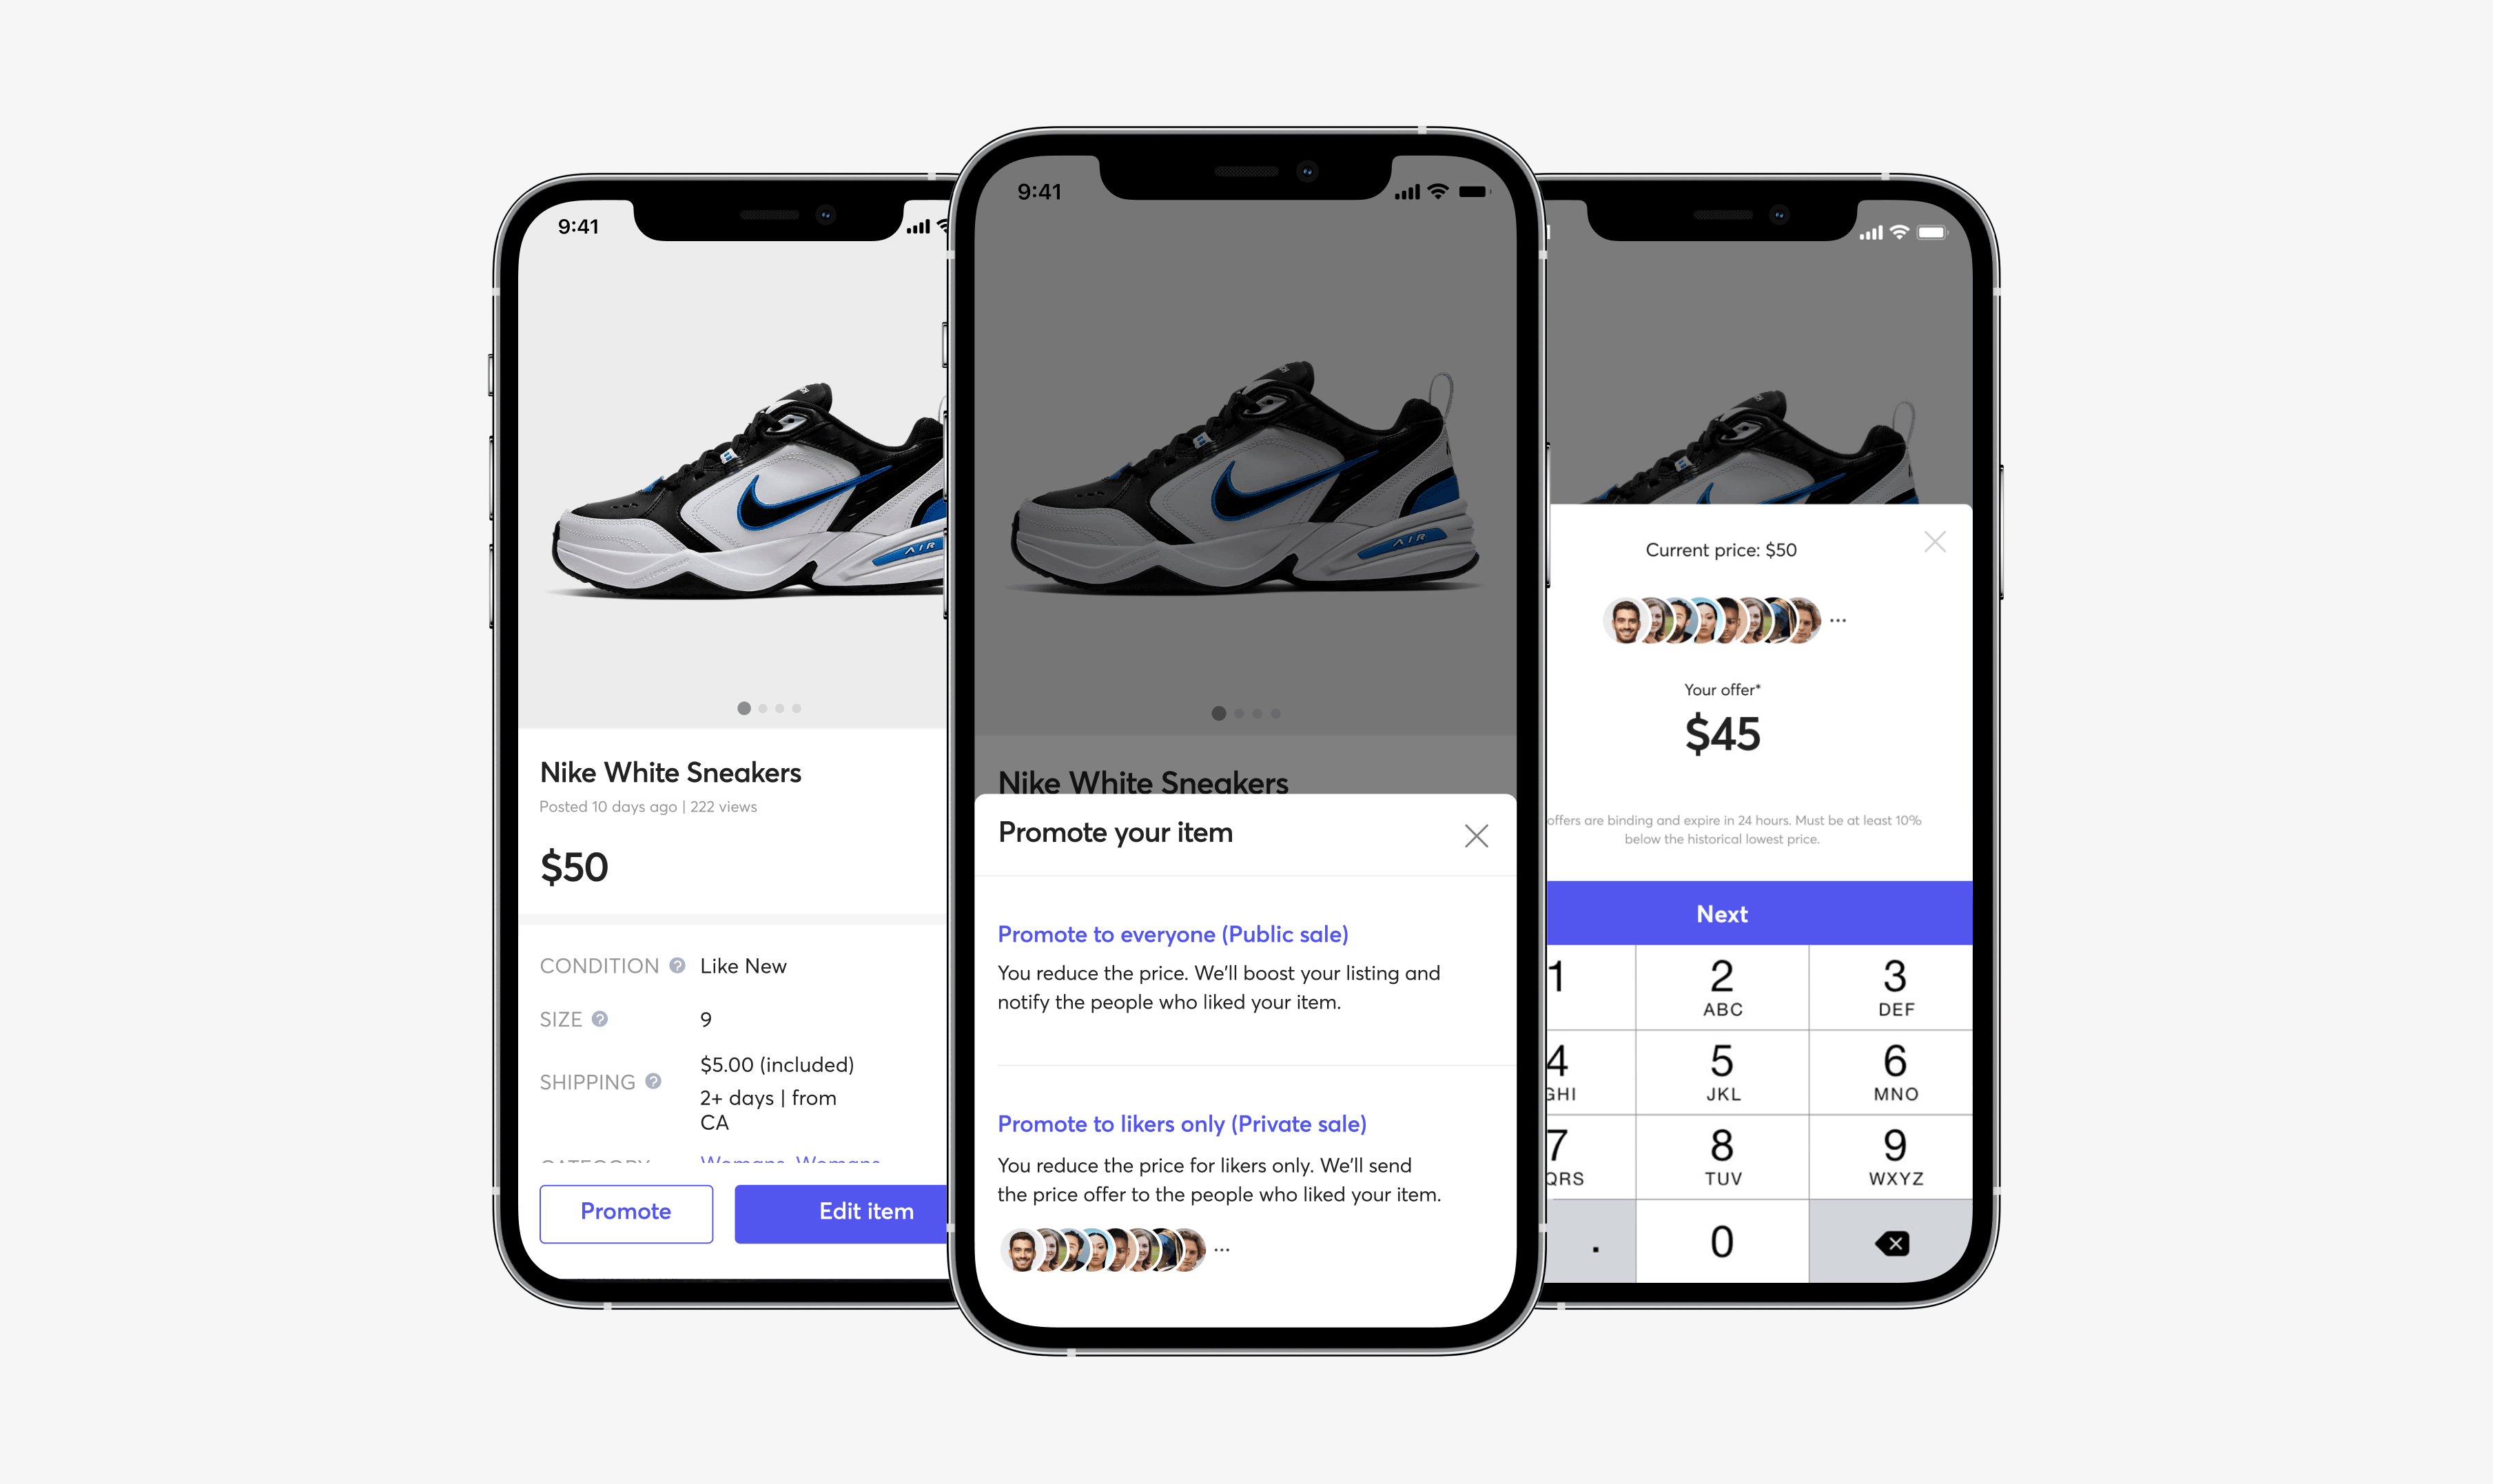 9:41
AIR
Nike White Sneakers
Posted 10 days ago | 222 views
$50
CONDITION ? Like New
SIZE ? 9
SHIPPING ? $5.00 (included)
2+ days | from
CA
CATEGORY Womans, Womans
Promote
Edit item
9:41
AIR
Nike White Sneakers
Promote your item
Promote to everyone (Public sale)
You reduce the price. We'll boost your listing and
notify the people who liked your item.
Promote to likers only (Private sale)
You reduce the price for likers only. We'll send
the price offer to the people who liked your item.
...
Current price: $50
...
Your offer*
$45
offers are binding and expire in 24 hours. Must be at least 10%
below the historical lowest price.
Next
1 2 3
ABC DEF
4 5 6
GHI JKL MNO
7 8 9
QRS TUV WXYZ
. 0